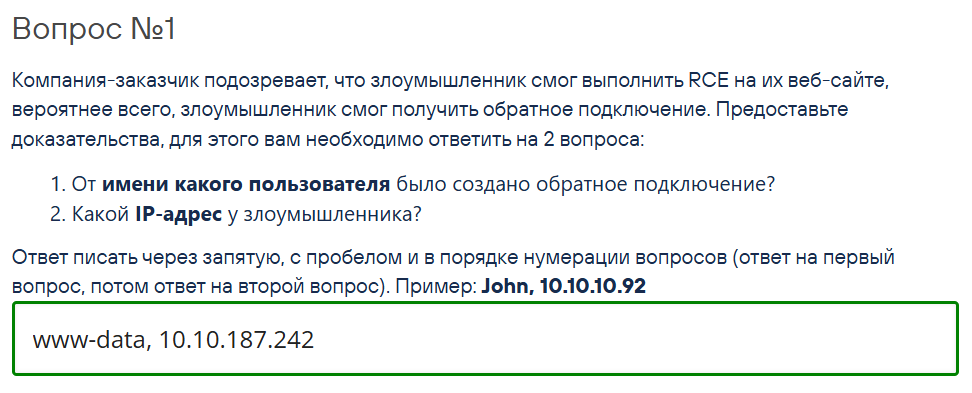 Вопрос №1
Компания-заказчик подозревает, что злоумышленник смог выполнить RCE на их веб-сайте,
вероятнее всего, злоумышленник смог получить обратное подключение. Предоставьте
доказательства, для этого вам необходимо ответить на 2 вопроса:
1. От имени какого пользователя было создано обратное подключение?
2. Какой IP-адрес у злоумышленника?
Ответ писать через запятую, с пробелом и в порядке нумерации вопросов (ответ на первый
вопрос, потом ответ на второй вопрос). Пример: John, 10.10.10.92
www-data, 10.10.187.242